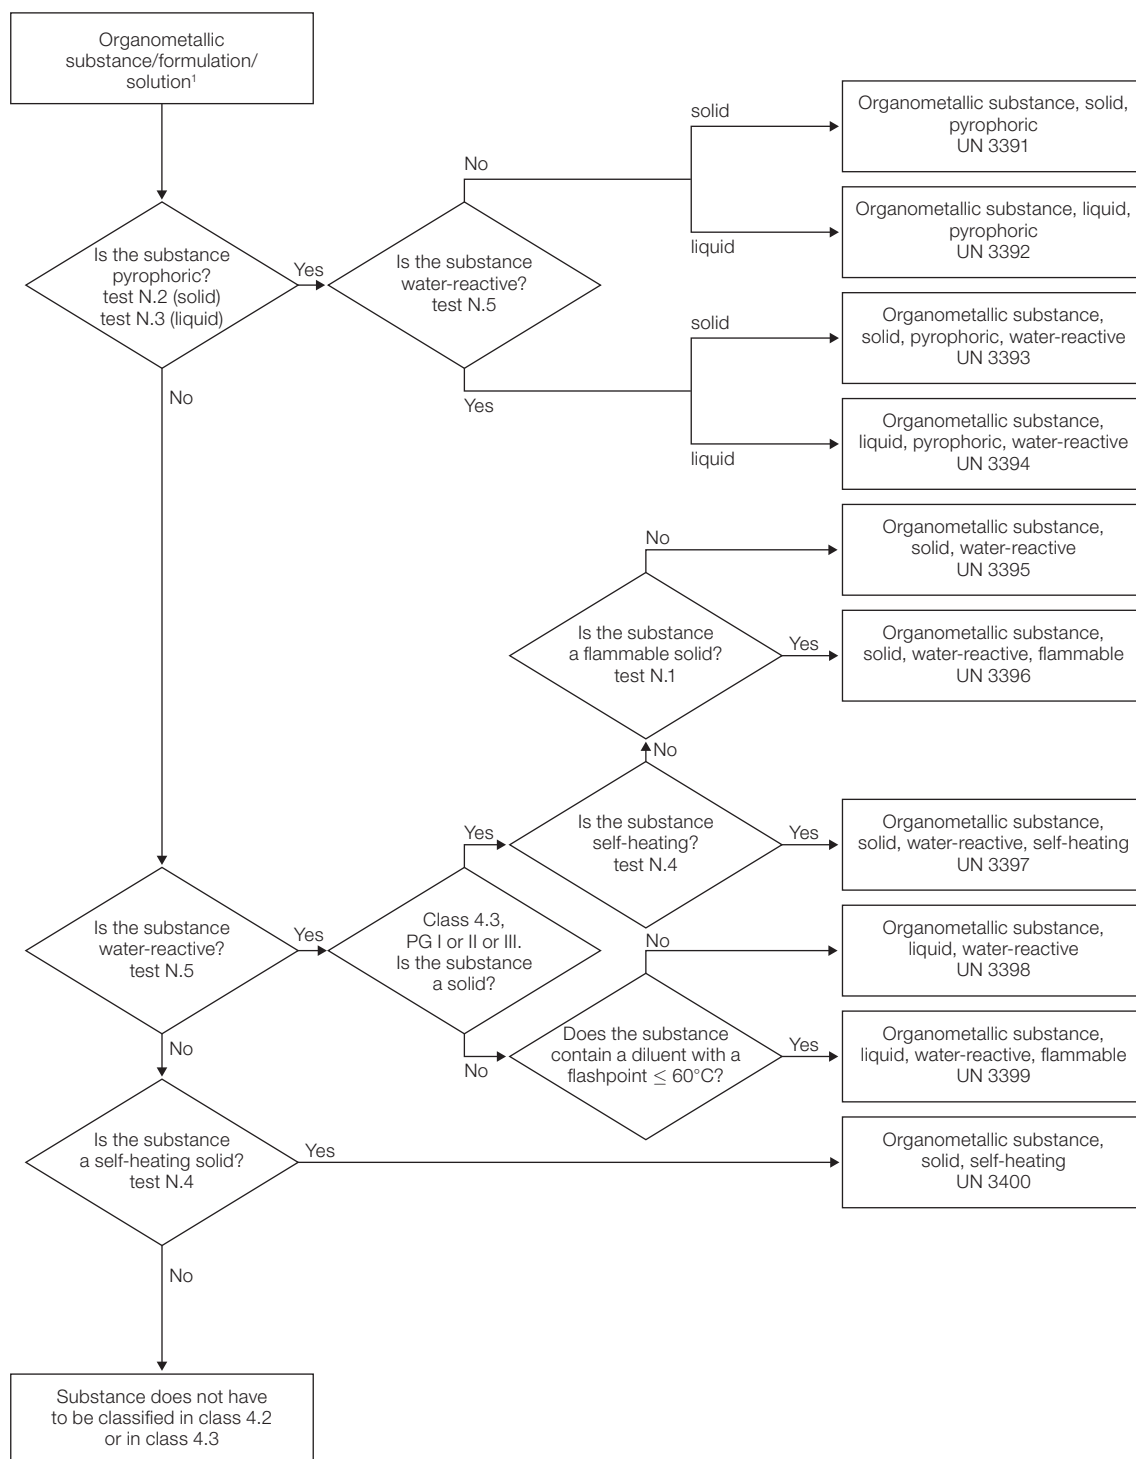 Organometallic
substance/formulation/
solution¹
Is the substance
pyrophoric?
test N.2 (solid)
test N.3 (liquid)
Yes
No
Is the substance
water-reactive?
test N.5
No
Yes
solid
liquid
solid
liquid
Organometallic substance, solid,
pyrophoric
UN 3391
Organometallic substance, liquid,
pyrophoric
UN 3392
Organometallic substance,
solid, pyrophoric, water-reactive
UN 3393
Organometallic substance,
liquid, pyrophoric, water-reactive
UN 3394
No
Organometallic substance,
solid, water-reactive
UN 3395
Is the substance
a flammable solid?
test N.1
Yes
Organometallic substance,
solid, water-reactive, flammable
UN 3396
No
Yes
Is the substance
self-heating?
test N.4
Yes
Organometallic substance,
solid, water-reactive, self-heating
UN 3397
Is the substance
water-reactive?
test N.5
Yes
No
Class 4.3,
PG I or II or III.
Is the substance
a solid?
No
No
Organometallic substance,
liquid, water-reactive
UN 3398
Does the substance
contain a diluent with a
flashpoint ≤ 60°C?
Yes
Organometallic substance,
liquid, water-reactive, flammable
UN 3399
Is the substance
a self-heating solid?
test N.4
Yes
Organometallic substance,
solid, self-heating
UN 3400
No
Substance does not have
to be classified in class 4.2
or in class 4.3